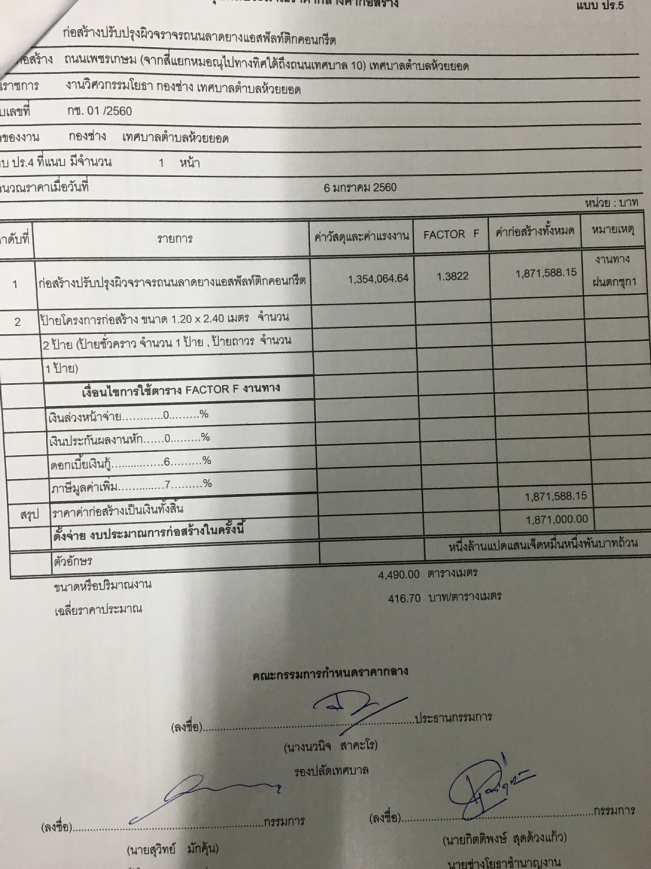 แบบ ปร.5
ก่อสร้างปรับปรุงผิวจราจรถนนลาดยางแอสฟัลท์ติกคอนกรีต
ก่อสร้าง ถนนเพชรเกษม (จากสี่แยกหมอณุไปทางทิศใต้ถึงถนนเทศบาล 10) เทศบาลตำบลห้วยยอด
งานวิศวกรรมโยธา กองช่าง เทศบาลตำบลห้วยยอด
กช. 01 /2560
ของงาน กองช่าง เทศบาลตำบลห้วยยอด
ปร.4 ที่แนบ มีจำนวน 1 หน้า
6 มกราคม 2560
หน่วย : บาท
รายการ ค่าวัสดุและค่าแรงงาน FACTOR F ค่าก่อสร้างทั้งหมด หมายเหตุ
1 ก่อสร้างปรับปรุงผิวจราจรถนนลาดยางแอสฟัลท์ติกคอนกรีต 1,354,064.64 1.3822 1,871,588.15 งานทาง
ฝนตกชุก1
2 ป้ายโครงการก่อสร้าง ขนาด 1.20 x 2.40 เมตร จำนวน
2 ป้าย (ป้ายชั่วคราว จำนวน 1 ป้าย , ป้ายถาวร จำนวน
1 ป้าย)
เงื่อนไขการใช้ตาราง FACTOR F งานทาง
เงินล่วงหน้าจ่าย............0.........%
เงินประกันผลงานหัก......0.........%
ดอกเบี้ยเงินกู้...............6.........%
ภาษีมูลค่าเพิ่ม..............7.........%
สรุป ราคาค่าก่อสร้างเป็นเงินทั้งสิ้น 1,871,588.15
ตั้งจ่าย งบประมาณการก่อสร้างในครั้งนี้ 1,871,000.00
ตัวอักษร หนึ่งล้านแปดแสนเจ็ดหมื่นหนึ่งพันบาทถ้วน
ขนาดหรือปริมาณงาน 4,490.00 ตารางเมตร
เฉลี่ยราคาประมาณ 416.70 บาท/ตารางเมตร
คณะกรรมการกำหนดราคากลาง
(ลงชื่อ)......................................................ประธานกรรมการ
(นางนวนิจ สาคะโร)
รองปลัดเทศบาล
(ลงชื่อ)................................................กรรมการ (ลงชื่อ)................................................กรรมการ
(นายสุวิทย์ มักคุ้น) (นายกิตติพงษ์ สุดด้วงแก้ว)
นายช่างโยธาชำนาญงาน